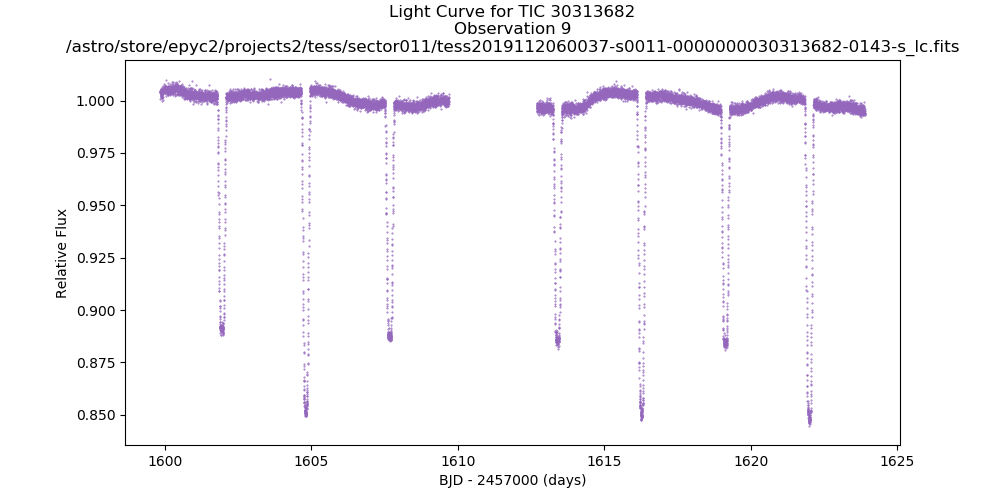 Light Curve for TIC 30313682
Observation 9
/astro/store/epyc2/projects2/tess/sector011/tess2019112060037-s0011-0000000030313682-0143-s_lc.fits
1.000
0.975
0.950
0.925
0.900
0.875
0.850
Relative Flux
1600
1605
1610
1615
1620
1625
BJD - 2457000 (days)